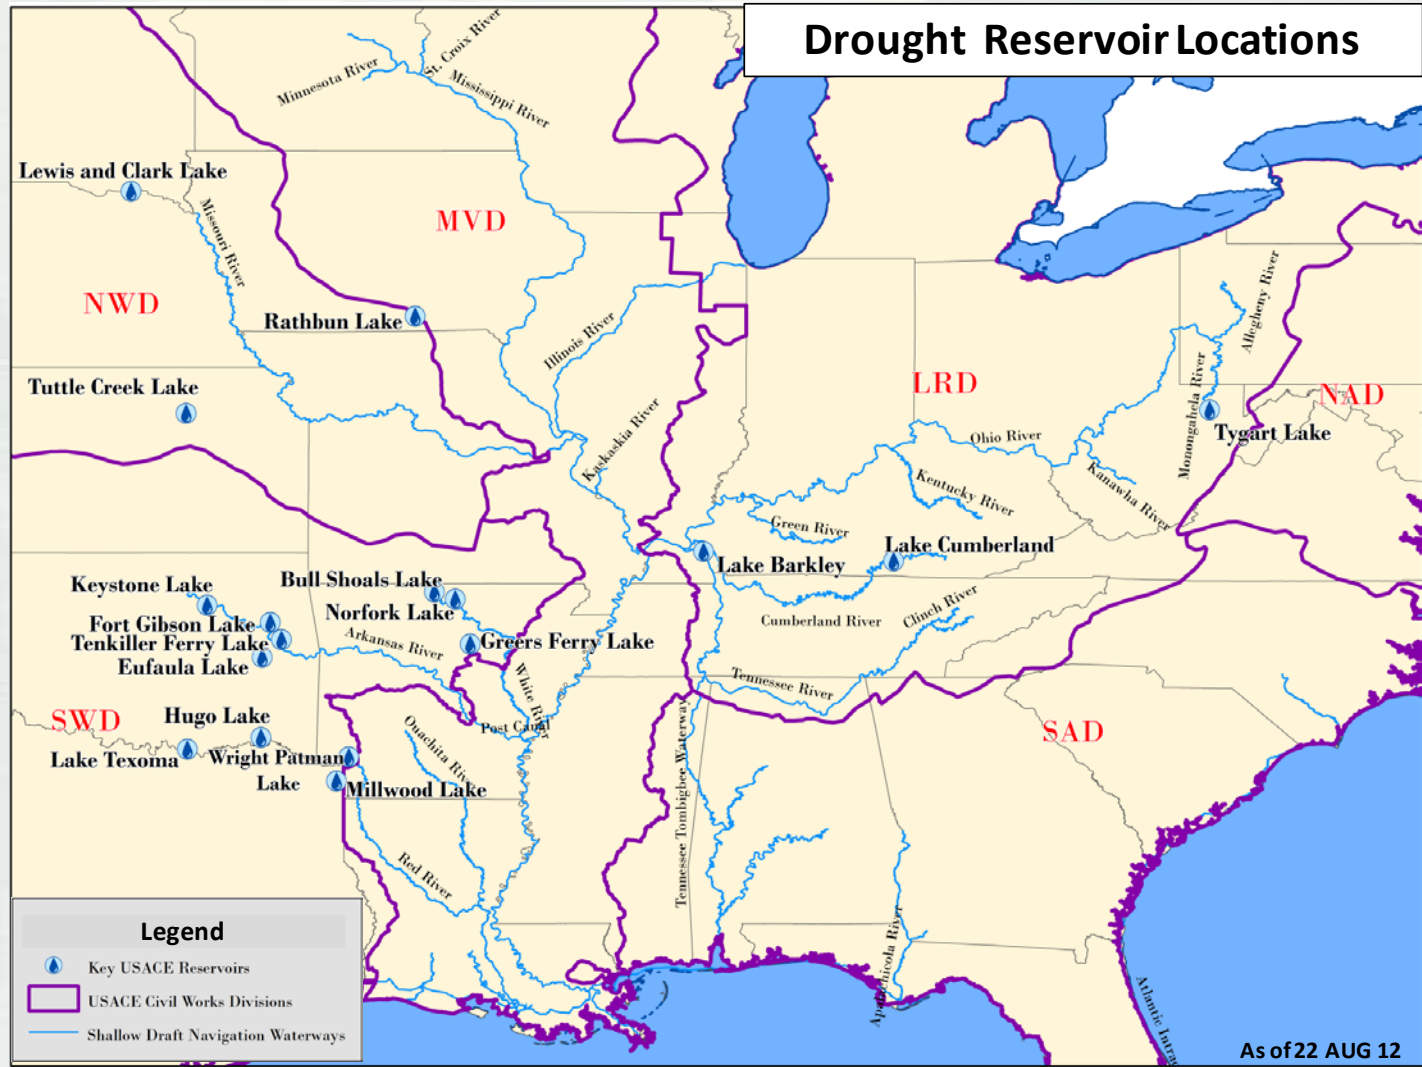 Drought Reservoir Locations
St. Croix River
Minnesota River
Mississippi River
Lewis and Clark Lake
Missouri River
MVD
NWD
Rathbun Lake
Illinois River
Allegheny River
Tuttle Creek Lake
LRD
NAD
Monongahela River
Tygart Lake
Kaskaskia River
Ohio River
Kentucky River
Kanawha River
Green River
Lake Cumberland
Lake Barkley
Keystone Lake
Bull Shoals Lake
Norfork Lake
Fort Gibson Lake
Tenkiller Ferry Lake
Eufaula Lake
Arkansas River
Greers Ferry Lake
Cumberland River
Clinch River
White River
Tennessee River
SWD
Hugo Lake
Post Canal
Ouachita River
SAD
Lake Texoma
Wright Patman
Lake
Millwood Lake
Tennessee Tombigbee Waterway
Red River
Apalachicola River
Atlantic Intrac
Legend
Key USACE Reservoirs
USACE Civil Works Divisions
Shallow Draft Navigation Waterways
As of 22 AUG 12